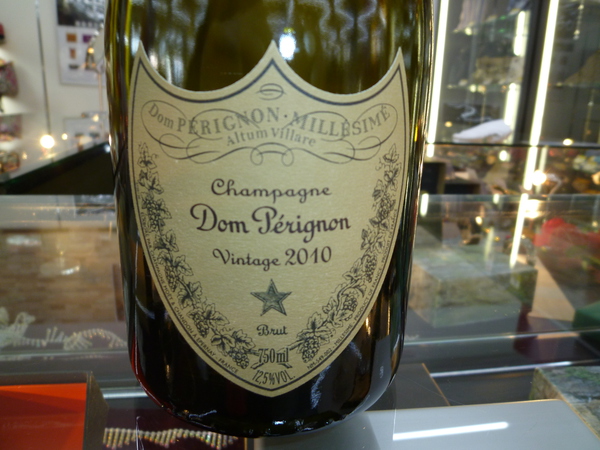 Dom PÉRIGNON · MILLÉSIMÉ
Altum Villare
Champagne
Dom Pérignon
Vintage 2010
Brut
750ml
12,5%VOL.